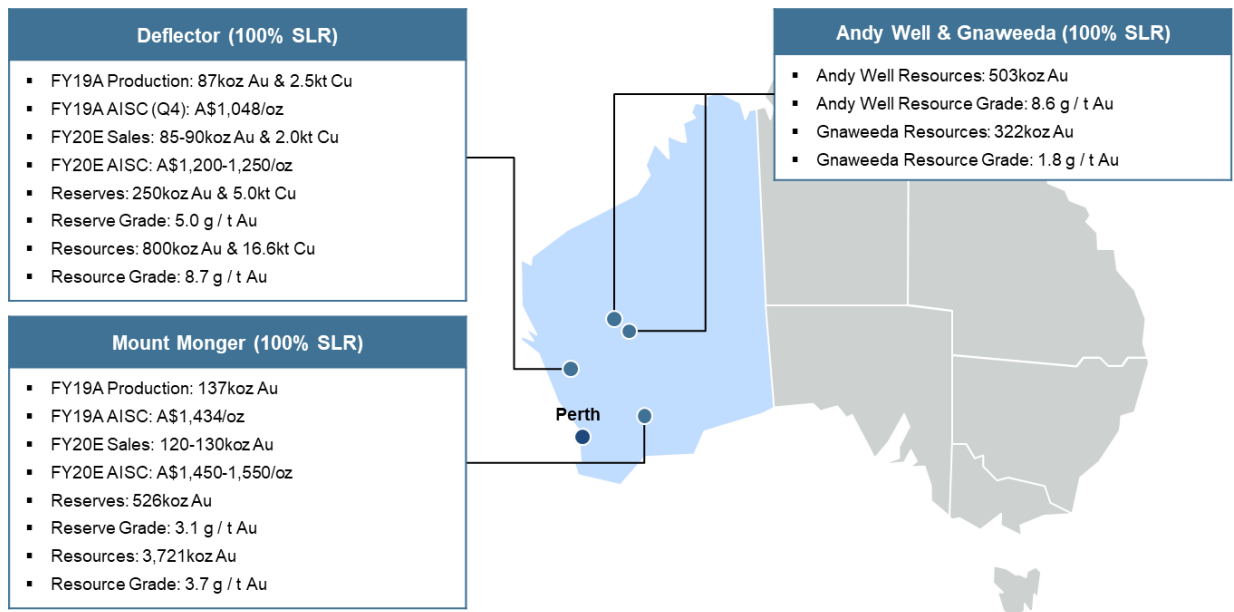 Deflector (100% SLR)
▪ FY19A Production: 87koz Au & 2.5kt Cu
▪ FY19A AISC (Q4): A$1,048/oz
▪ FY20E Sales: 85-90koz Au & 2.0kt Cu
▪ FY20E AISC: A$1,200-1,250/oz
▪ Reserves: 250koz Au & 5.0kt Cu
▪ Reserve Grade: 5.0 g / t Au
▪ Resources: 800koz Au & 16.6kt Cu
▪ Resource Grade: 8.7 g / t Au
Andy Well & Gnaweeda (100% SLR)
▪ Andy Well Resources: 503koz Au
▪ Andy Well Resource Grade: 8.6 g / t Au
▪ Gnaweeda Resources: 322koz Au
▪ Gnaweeda Resource Grade: 1.8 g / t Au
Mount Monger (100% SLR)
▪ FY19A Production: 137koz Au
▪ FY19A AISC: A$1,434/oz
▪ FY20E Sales: 120-130koz Au
▪ FY20E AISC: A$1,450-1,550/oz
▪ Reserves: 526koz Au
▪ Reserve Grade: 3.1 g / t Au
▪ Resources: 3,721koz Au
▪ Resource Grade: 3.7 g / t Au
Perth